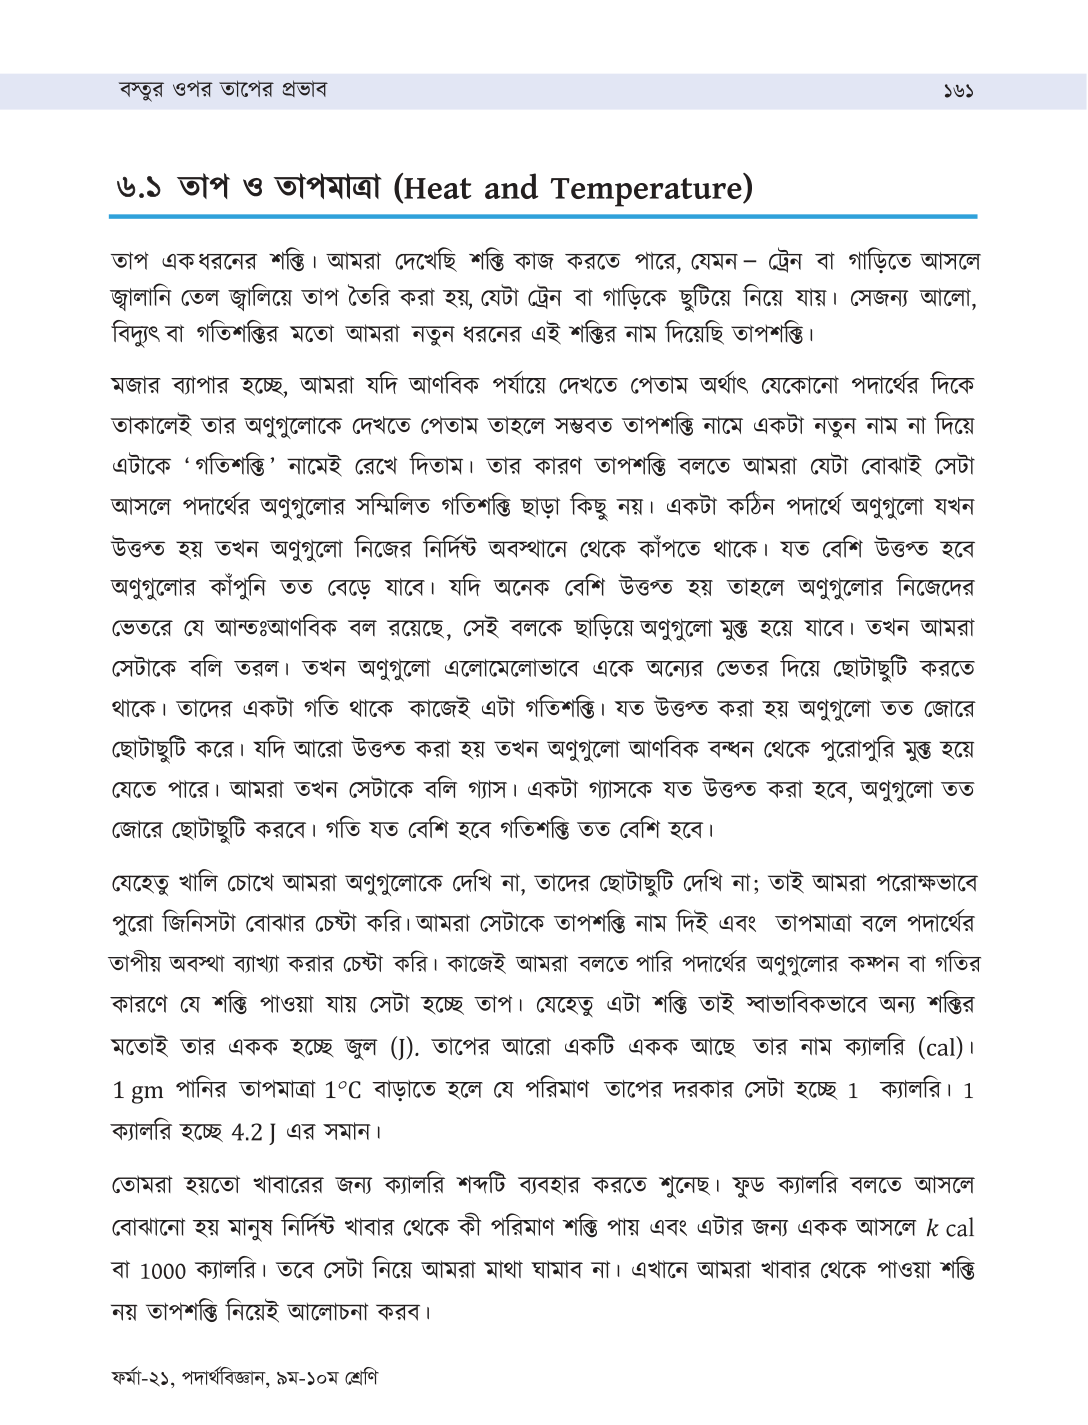 বস্তুর ওপর তাপের প্রভাব ১৬১
৬.১ তাপ ও তাপমাত্রা (Heat and Temperature)
তাপ একধরনের শক্তি। আমরা দেখেছি শক্তি কাজ করতে পারে, যেমন – ট্রেন বা গাড়িতে আসলে
জ্বালানি তেল জ্বালিয়ে তাপ তৈরি করা হয়, যেটা ট্রেন বা গাড়িকে ছুটিয়ে নিয়ে যায়। সেজন্য আলো,
বিদ্যুৎ বা গতিশক্তির মতো আমরা নতুন ধরনের এই শক্তির নাম দিয়েছি তাপশক্তি।
মজার ব্যাপার হচ্ছে, আমরা যদি আণবিক পর্যায়ে দেখতে পেতাম অর্থাৎ যেকোনো পদার্থের দিকে
তাকালেই তার অণুগুলোকে দেখতে পেতাম তাহলে সম্ভবত তাপশক্তি নামে একটা নতুন নাম না দিয়ে
এটাকে ‘গতিশক্তি’ নামেই রেখে দিতাম। তার কারণ তাপশক্তি বলতে আমরা যেটা বোঝাই সেটা
আসলে পদার্থের অণুগুলোর সম্মিলিত গতিশক্তি ছাড়া কিছু নয়। একটা কঠিন পদার্থে অণুগুলো যখন
উত্তপ্ত হয় তখন অণুগুলো নিজের নির্দিষ্ট অবস্থানে থেকে কাঁপতে থাকে। যত বেশি উত্তপ্ত হবে
অণুগুলোর কাঁপুনি তত বেড়ে যাবে। যদি অনেক বেশি উত্তপ্ত হয় তাহলে অণুগুলোর নিজেদের
ভেতরে যে আন্তঃআণবিক বল রয়েছে, সেই বলকে ছাড়িয়ে অণুগুলো মুক্ত হয়ে যাবে। তখন আমরা
সেটাকে বলি তরল। তখন অণুগুলো এলোমেলোভাবে একে অন্যের ভেতর দিয়ে ছোটাছুটি করতে
থাকে। তাদের একটা গতি থাকে কাজেই এটা গতিশক্তি। যত উত্তপ্ত করা হয় অণুগুলো তত জোরে
ছোটাছুটি করে। যদি আরো উত্তপ্ত করা হয় তখন অণুগুলো আণবিক বন্ধন থেকে পুরোপুরি মুক্ত হয়ে
যেতে পারে। আমরা তখন সেটাকে বলি গ্যাস। একটা গ্যাসকে যত উত্তপ্ত করা হবে, অণুগুলো তত
জোরে ছোটাছুটি করবে। গতি যত বেশি হবে গতিশক্তি তত বেশি হবে।
যেহেতু খালি চোখে আমরা অণুগুলোকে দেখি না, তাদের ছোটাছুটি দেখি না; তাই আমরা পরোক্ষভাবে
পুরো জিনিসটা বোঝার চেষ্টা করি। আমরা সেটাকে তাপশক্তি নাম দিই এবং তাপমাত্রা বলে পদার্থের
তাপীয় অবস্থা ব্যাখ্যা করার চেষ্টা করি। কাজেই আমরা বলতে পারি পদার্থের অণুগুলোর কম্পন বা গতির
কারণে যে শক্তি পাওয়া যায় সেটা হচ্ছে তাপ। যেহেতু এটা শক্তি তাই স্বাভাবিকভাবে অন্য শক্তির
মতোই তার একক হচ্ছে জুল (J). তাপের আরো একটি একক আছে তার নাম ক্যালরি (cal)।
1 gm পানির তাপমাত্রা 1°C বাড়াতে হলে যে পরিমাণ তাপের দরকার সেটা হচ্ছে 1 ক্যালরি। 1
ক্যালরি হচ্ছে 4.2 J এর সমান।
তোমরা হয়তো খাবারের জন্য ক্যালরি শব্দটি ব্যবহার করতে শুনেছ। ফুড ক্যালরি বলতে আসলে
বোঝানো হয় মানুষ নির্দিষ্ট খাবার থেকে কী পরিমাণ শক্তি পায় এবং এটার জন্য একক আসলে k cal
বা 1000 ক্যালরি। তবে সেটা নিয়ে আমরা মাথা ঘামাব না। এখানে আমরা খাবার থেকে পাওয়া শক্তি
নয় তাপশক্তি নিয়েই আলোচনা করব।
ফর্মা-২১, পদার্থবিজ্ঞান, ৯ম-১০ম শ্রেণি